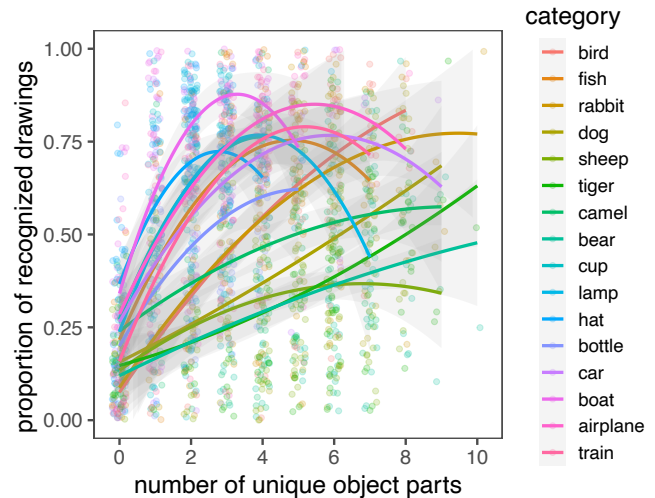 category
1.00
0.75
0.50
0.25
0.00
proportion of recognized drawings
0
2
4
6
8
10
number of unique object parts
bird
fish
rabbit
dog
sheep
tiger
camel
bear
cup
lamp
hat
bottle
car
boat
airplane
train